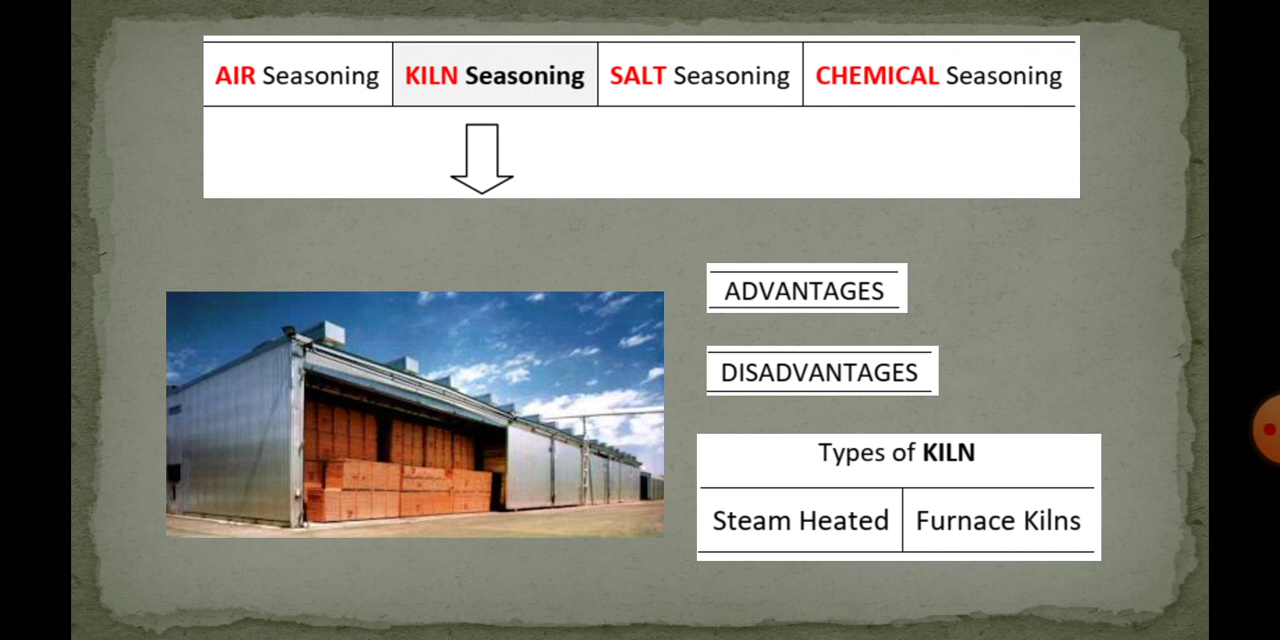 AIR Seasoning KILN Seasoning SALT Seasoning CHEMICAL Seasoning
ADVANTAGES
DISADVANTAGES
Types of KILN
Steam Heated Furnace Kilns